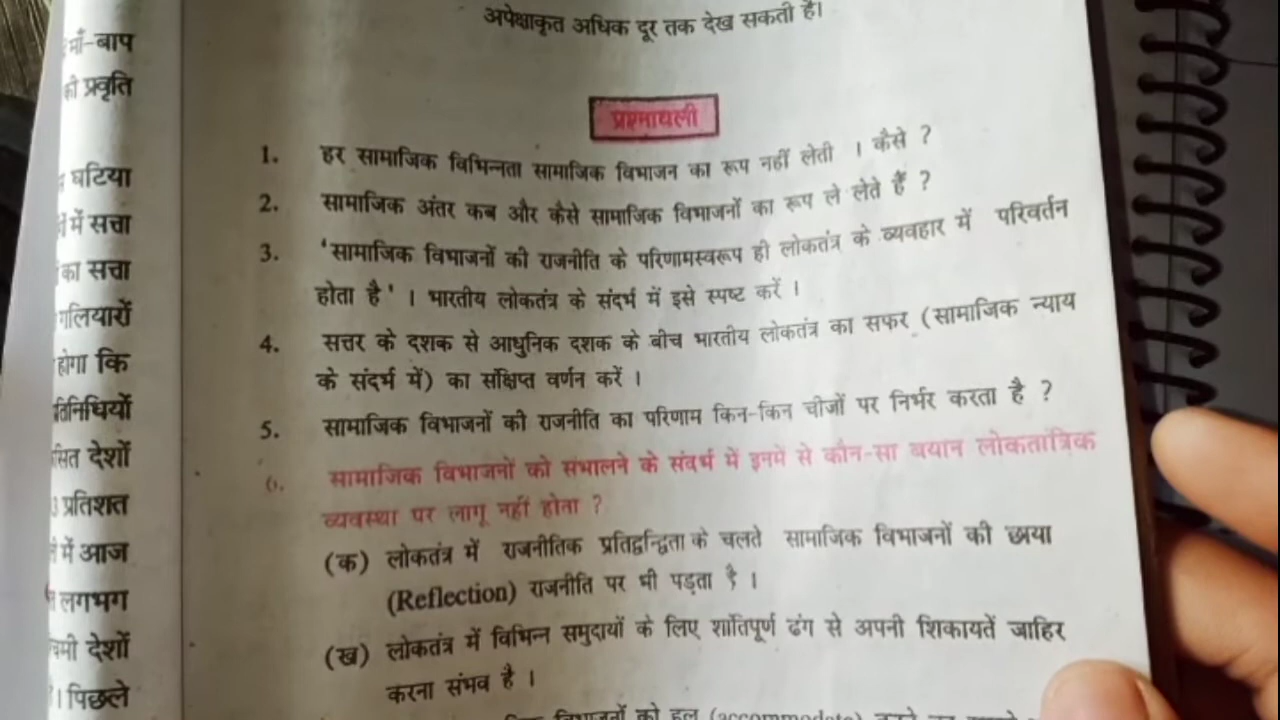 अपेक्षाकृत अधिक दूर तक देख सकती है।
माँ-बाप
की प्रवृति
घटिया
में सत्ता
का सत्ता
गलियारों
होगा कि
प्रतिशत
में आज
लगभग
देशों
। पिछले
प्रश्नावली
1. हर सामाजिक विभिन्नता सामाजिक विभाजन का रूप नहीं लेती । कैसे ?
2. सामाजिक अंतर कब और कैसे सामाजिक विभाजनों का रूप ले लेते हैं ?
3. 'सामाजिक विभाजनों की राजनीति के परिणामस्वरूप ही लोकतंत्र के व्यवहार में परिवर्तन
होता है' । भारतीय लोकतंत्र के संदर्भ में इसे स्पष्ट करें ।
4. सत्तर के दशक से आधुनिक दशक के बीच भारतीय लोकतंत्र का सफर (सामाजिक न्याय
के संदर्भ में) का संक्षिप्त वर्णन करें ।
5. सामाजिक विभाजनों की राजनीति का परिणाम किन-किन चीजों पर निर्भर करता है ?
6. सामाजिक विभाजनों को संभालने के संदर्भ में इनमें से कौन-सा बयान लोकतांत्रिक
व्यवस्था पर लागू नहीं होता ?
(क) लोकतंत्र में राजनीतिक प्रतिद्वन्द्विता के चलते सामाजिक विभाजनों की छाया
(Reflection) राजनीति पर भी पड़ता है ।
(ख) लोकतंत्र में विभिन्न समुदायों के लिए शांतिपूर्ण ढंग से अपनी शिकायतें जाहिर
करना संभव है ।
विभाजनों को हल (accommodate)